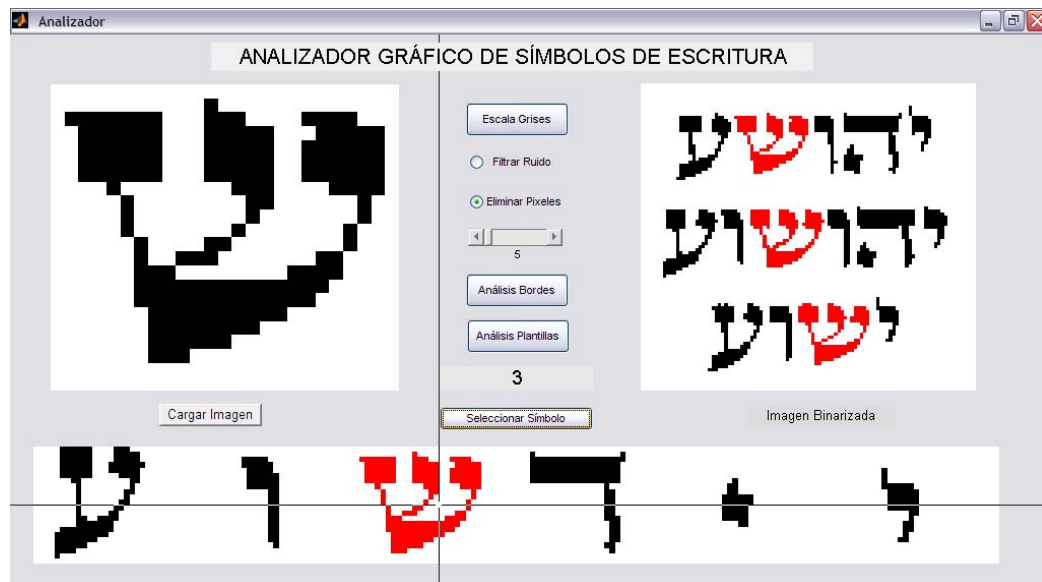 Analizador
ANALIZADOR GRÁFICO DE SÍMBOLOS DE ESCRITURA
ש
Escala Grises
Filtrar Ruido
Eliminar Pixeles
5
Análisis Bordes
Análisis Plantillas
3
Seleccionar Símbolo
Cargar Imagen
יהושע
יהושוע
ישוע
Imagen Binarizada
י ש ו ע